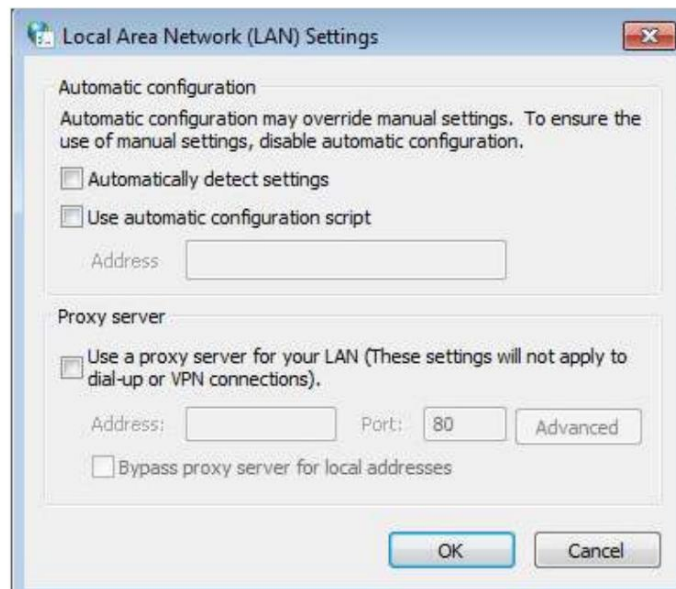 Local Area Network (LAN) Settings
Automatic configuration
Automatic configuration may override manual settings.  To ensure the
use of manual settings, disable automatic configuration.
Automatically detect settings
Use automatic configuration script
Address
Proxy server
Use a proxy server for your LAN (These settings will not apply to
dial-up or VPN connections).
Address: Port: 80 Advanced
Bypass proxy server for local addresses
OK Cancel